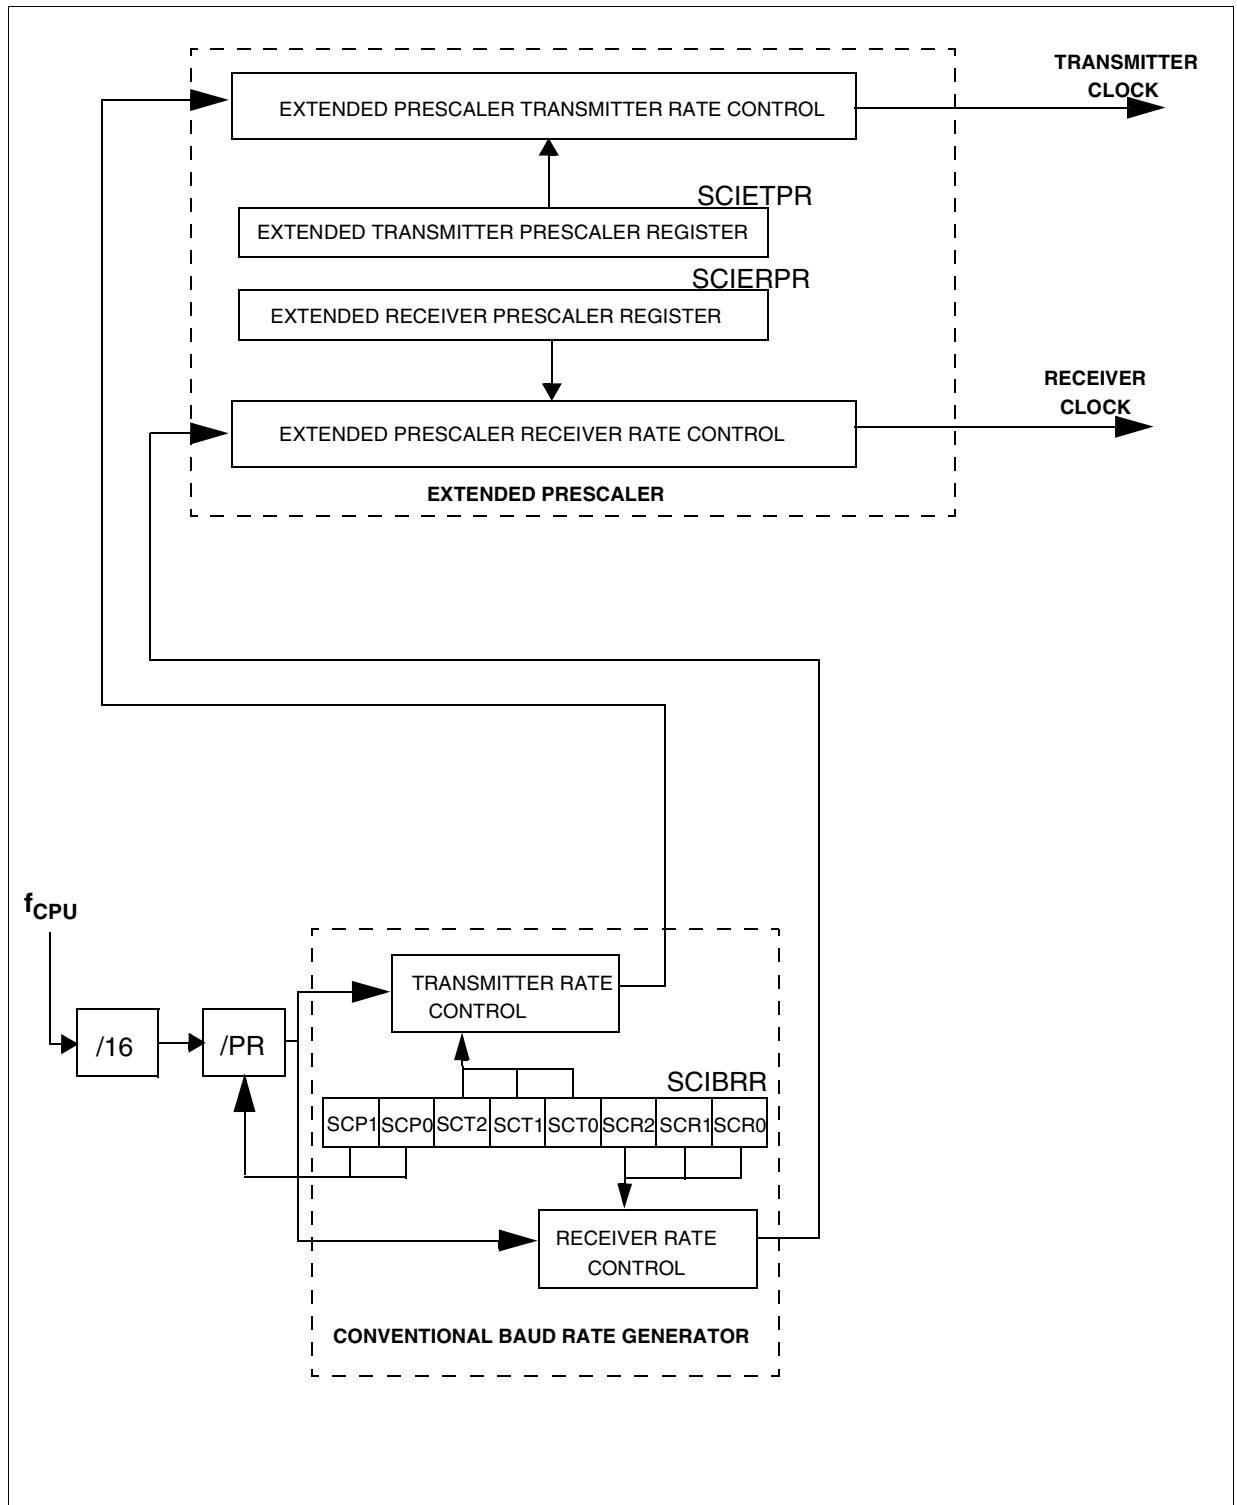 TRANSMITTER
CLOCK
EXTENDED PRESCALER TRANSMITTER RATE CONTROL
SCIETPR
EXTENDED TRANSMITTER PRESCALER REGISTER
SCIERPR
EXTENDED RECEIVER PRESCALER REGISTER
RECEIVER
CLOCK
EXTENDED PRESCALER RECEIVER RATE CONTROL
EXTENDED PRESCALER
fCPU
TRANSMITTER RATE
CONTROL
/16
/PR
SCIBRR
SCP1 SCP0 SCT2 SCT1 SCT0 SCR2 SCR1 SCR0
RECEIVER RATE
CONTROL
CONVENTIONAL BAUD RATE GENERATOR